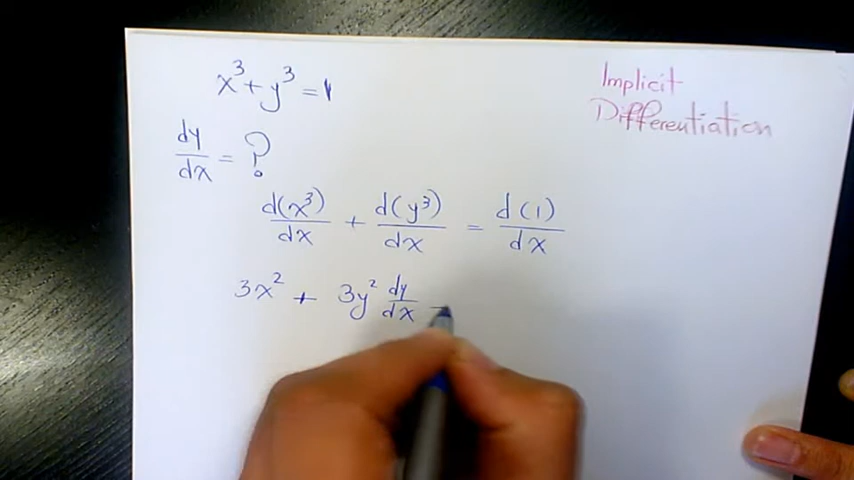 x³ + y³ = 1
Implicit
Differentiation
dy/dx = ?
d(x³)/dx + d(y³)/dx = d(1)/dx
3x² + 3y² dy/dx =